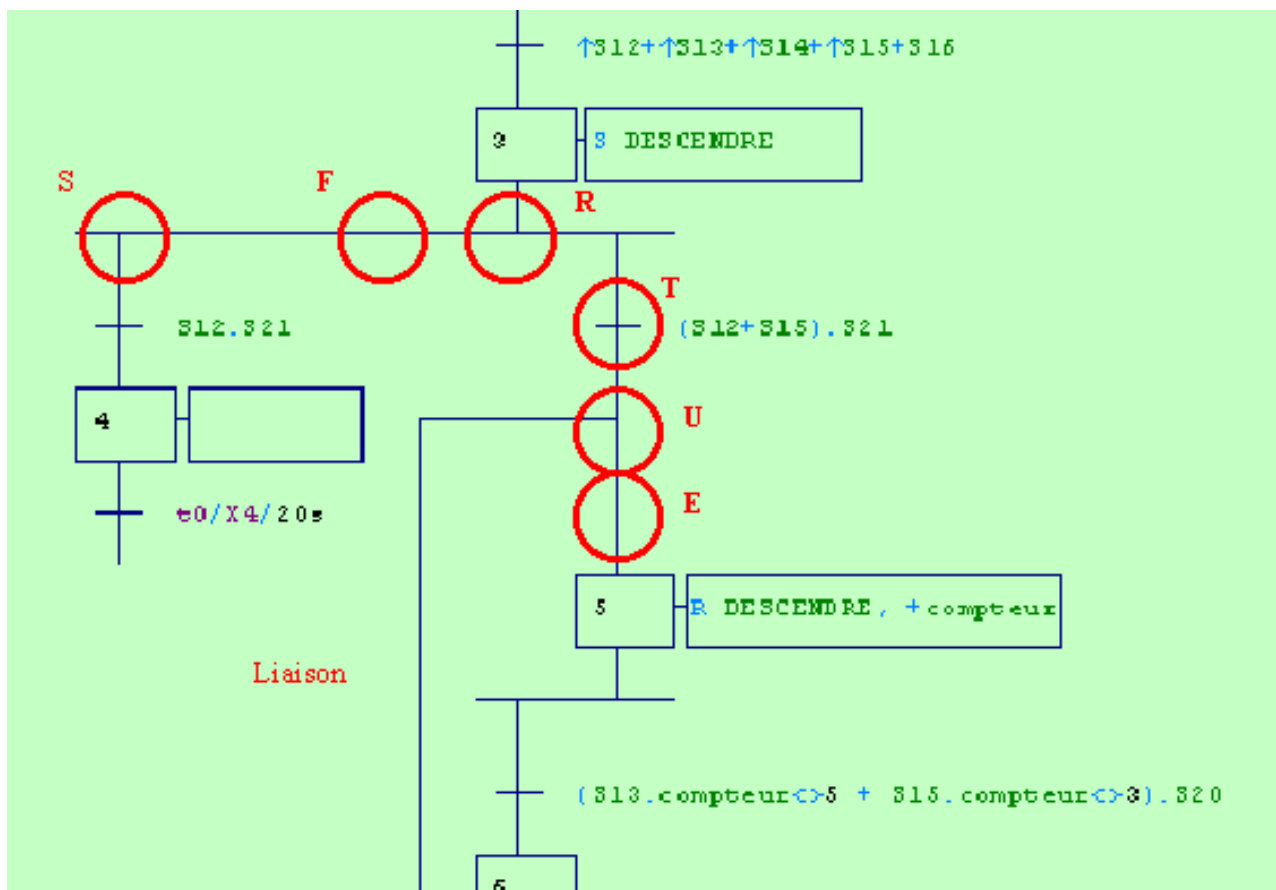 ↑S12+↑S13+↑S14+↑S15+S16
3 S DESCENDRE
S F R
T
S12.S21 (S12+S15).S21
4 U
t0/X4/20s E
5 R DESCENDRE, +compteur
Liaison
(S13.compteur<>5 + S15.compteur<>3).S20